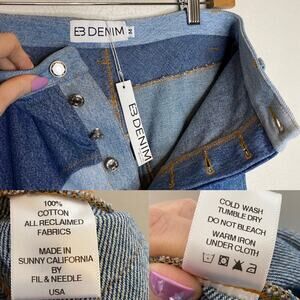 EB DENIM
M
EB DENIM
100%
COTTON
ALL RECLAIMED
FABRICS
MADE IN
SUNNY CALIFORNIA
BY
FIL & NEEDLE
USA
COLD WASH
TUMBLE DRY
DO NOT BLEACH
WARM IRON
UNDER CLOTH